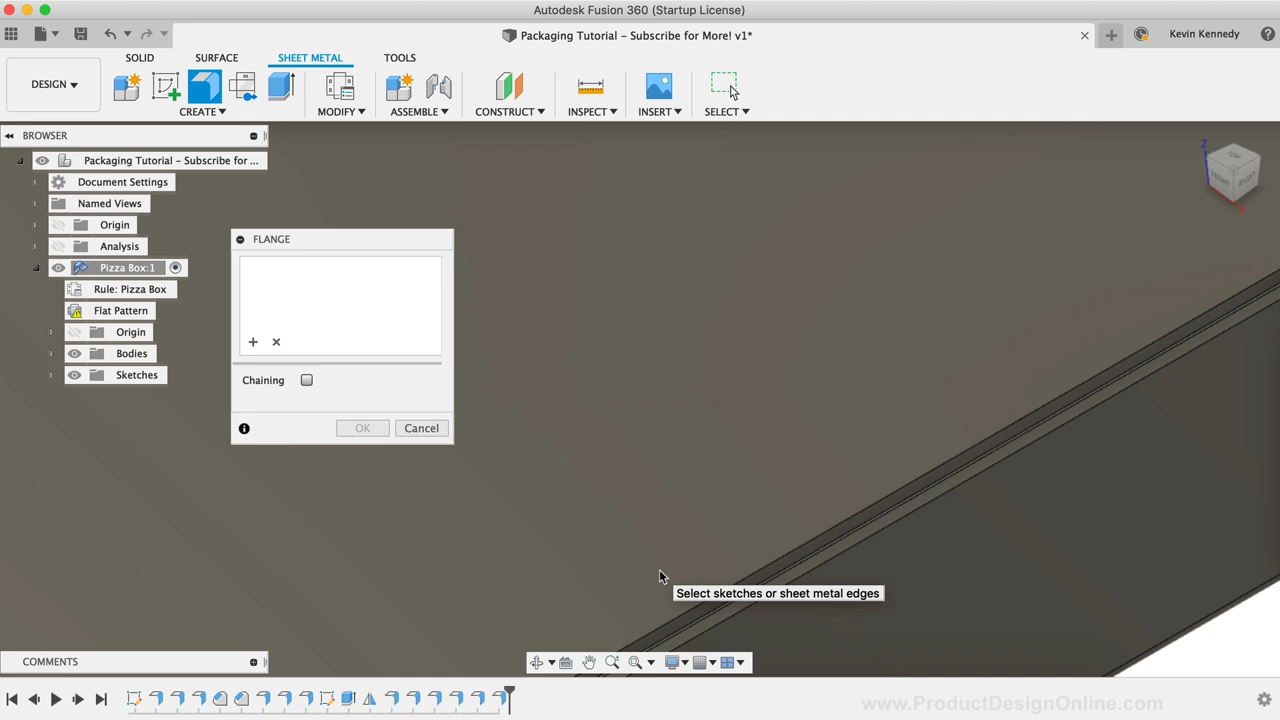 Autodesk Fusion 360 (Startup License)
Packaging Tutorial – Subscribe for More! v1*
Kevin Kennedy
SOLID SURFACE SHEET METAL TOOLS
DESIGN
CREATE MODIFY ASSEMBLE CONSTRUCT INSPECT INSERT SELECT
BROWSER
Packaging Tutorial – Subscribe for ...
Document Settings
Named Views
Origin
Analysis
Pizza Box:1
Rule: Pizza Box
Flat Pattern
Origin
Bodies
Sketches
FLANGE
Chaining
OK Cancel
Select sketches or sheet metal edges
Z
TOP
FRONT
RIGHT
X
COMMENTS
www.ProductDesignOnline.com